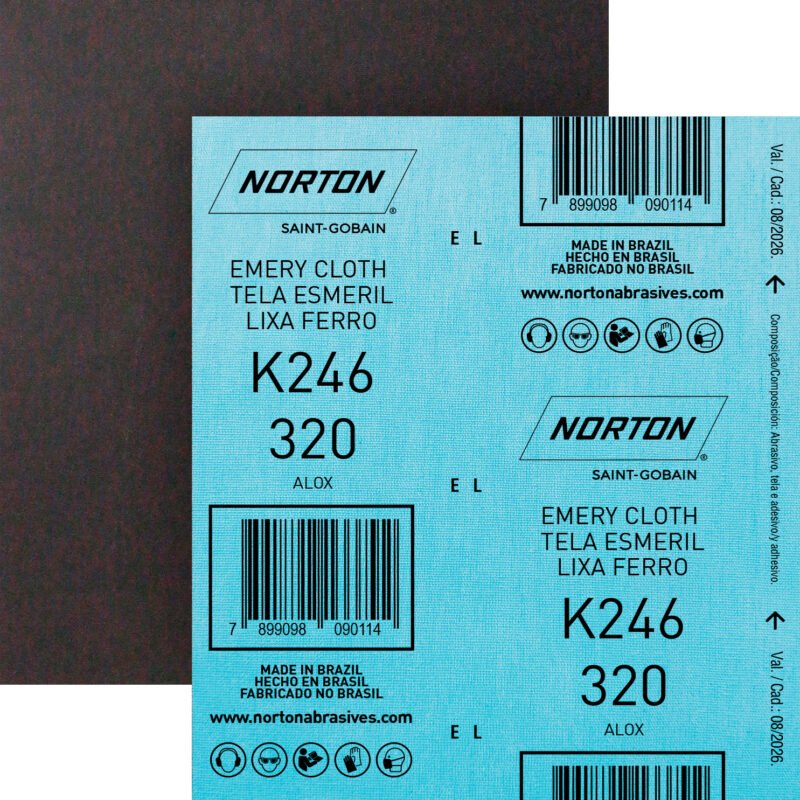 NORTON
®
SAINT-GOBAIN
EMERY CLOTH
TELA ESMERIL
LIXA FERRO
K246
320
ALOX
7 899098 090114
MADE IN BRAZIL
HECHO EN BRASIL
FABRICADO NO BRASIL
www.nortonabrasives.com
E L
E L
E L
7 899098 090114
MADE IN BRAZIL
HECHO EN BRASIL
FABRICADO NO BRASIL
www.nortonabrasives.com
NORTON
®
SAINT-GOBAIN
EMERY CLOTH
TELA ESMERIL
LIXA FERRO
K246
320
ALOX
Val. / Cad.: 08/2026.
Composição/Composición: Abrasivo, tela e adesivo/y adhesivo.
Val. / Cad.: 08/2026.